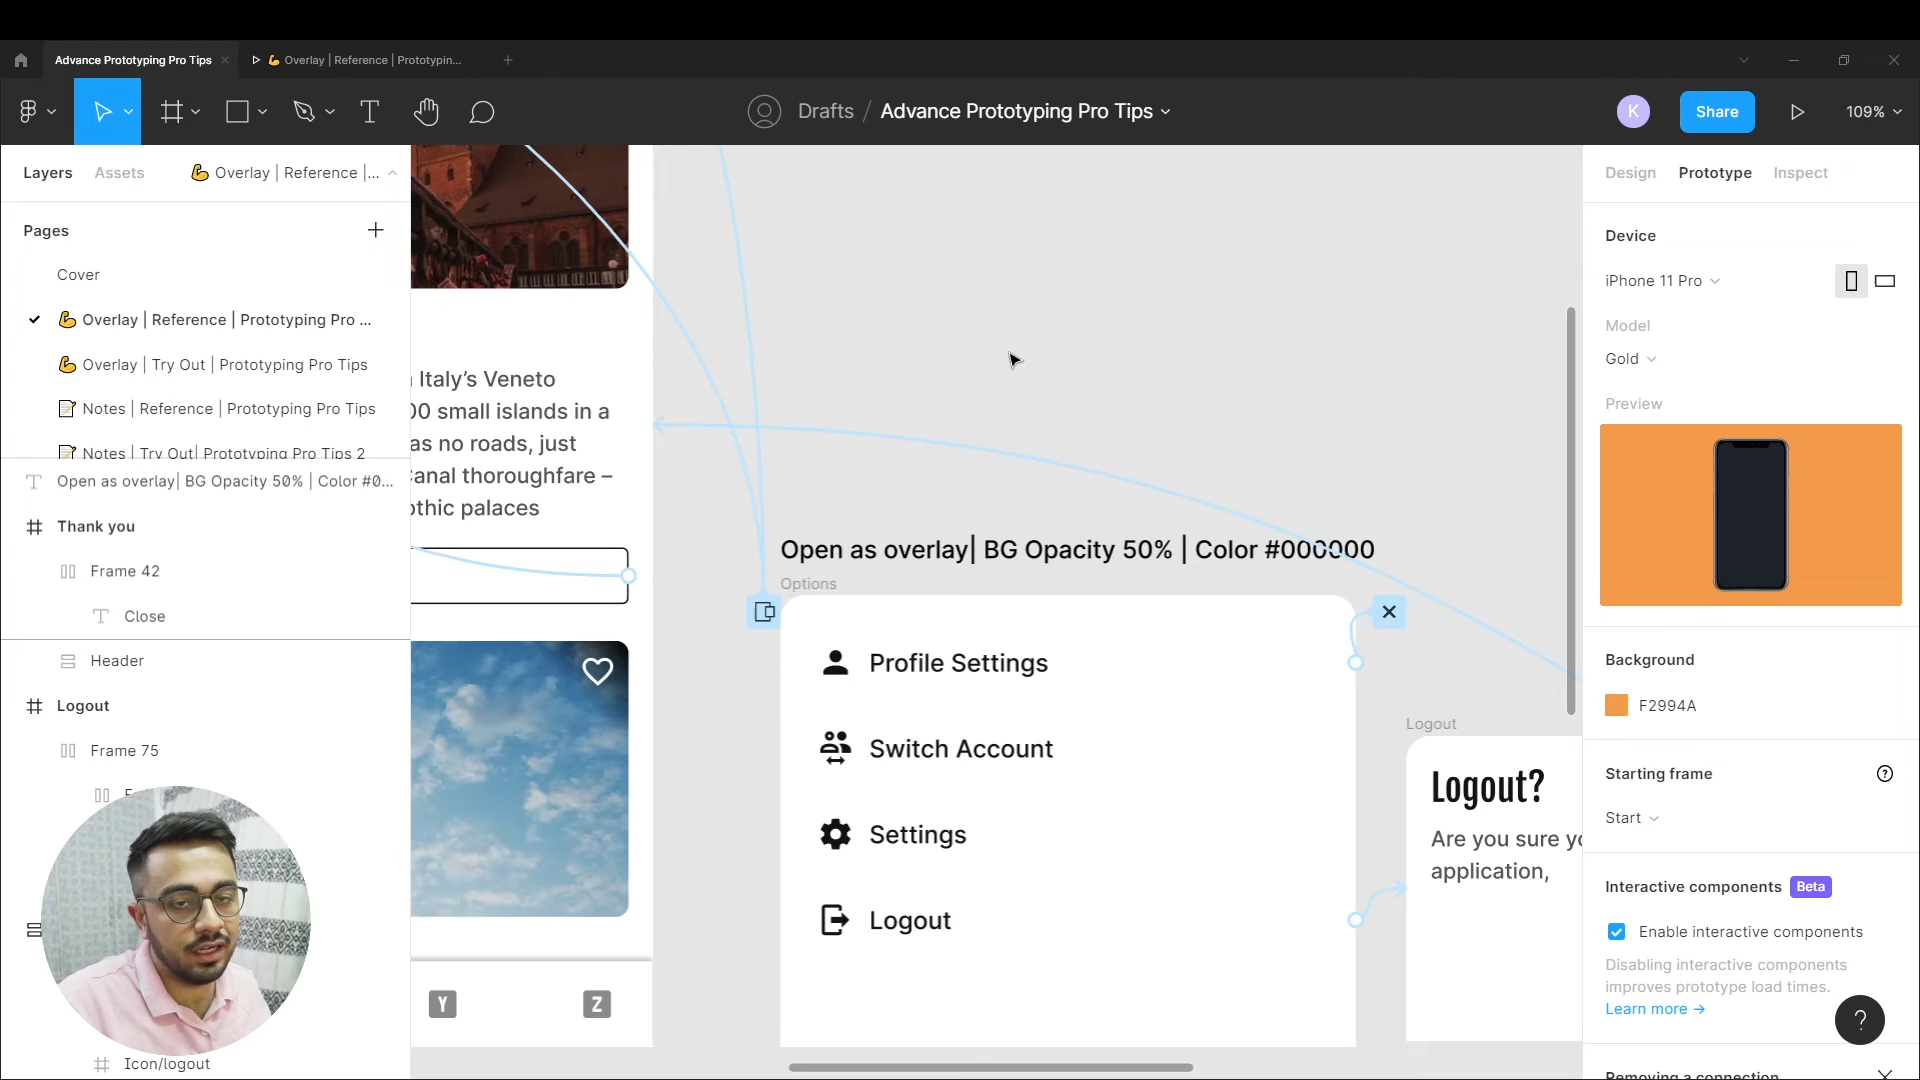 Advance Prototyping Pro Tips
💪 Overlay | Reference | Prototypin...
Drafts / Advance Prototyping Pro Tips
K
Share
109%
Layers
Assets
💪 Overlay | Reference |...
Pages
Cover
💪 Overlay | Reference | Prototyping Pro ...
💪 Overlay | Try Out | Prototyping Pro Tips
📝 Notes | Reference | Prototyping Pro Tips
📝 Notes | Try Out| Prototyping Pro Tips 2
Open as overlay| BG Opacity 50% | Color #0...
Thank you
Frame 42
Close
Header
Logout
Frame 75
Icon/logout
Italy’s Veneto
00 small islands in a
as no roads, just
Canal thoroughfare –
othic palaces
Y
Z
Open as overlay| BG Opacity 50% | Color #000000
Options
Profile Settings
Switch Account
Settings
Logout
Logout
Logout?
Are you sure yo
application,
Design
Prototype
Inspect
Device
iPhone 11 Pro
Model
Gold
Preview
Background
F2994A
Starting frame
Start
Interactive components
Beta
Enable interactive components
Disabling interactive components
improves prototype load times.
Learn more →
Removing a connection
?